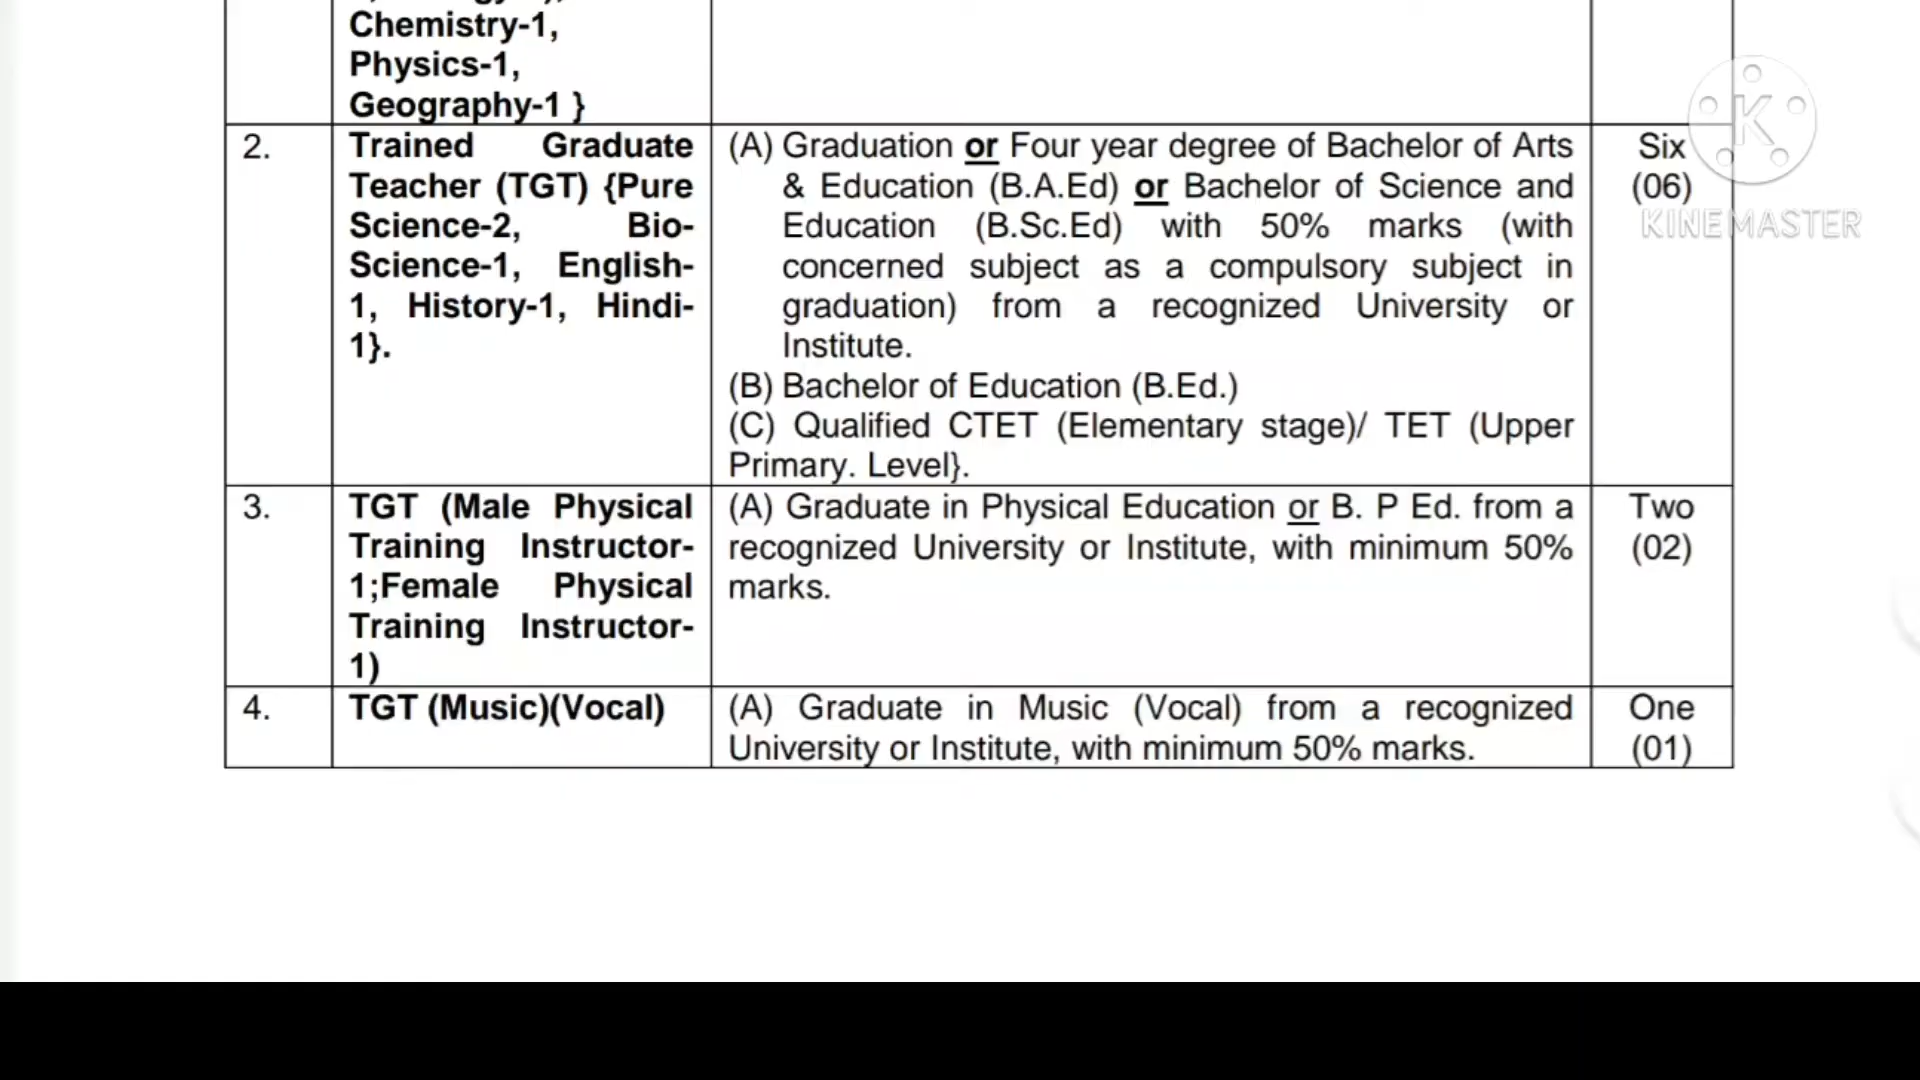 Chemistry-1,
Physics-1,
Geography-1 }
2.
Trained Graduate
Teacher (TGT) {Pure
Science-2, Bio-
Science-1, English-
1, History-1, Hindi-
1}.
(A) Graduation or Four year degree of Bachelor of Arts
& Education (B.A.Ed) or Bachelor of Science and
Education (B.Sc.Ed) with 50% marks (with
concerned subject as a compulsory subject in
graduation) from a recognized University or
Institute.
(B) Bachelor of Education (B.Ed.)
(C) Qualified CTET (Elementary stage)/ TET (Upper
Primary. Level}.
Six
(06)
3.
TGT (Male Physical
Training Instructor-
1;Female Physical
Training Instructor-
1)
(A) Graduate in Physical Education or B. P Ed. from a
recognized University or Institute, with minimum 50%
marks.
Two
(02)
4.
TGT (Music)(Vocal)
(A) Graduate in Music (Vocal) from a recognized
University or Institute, with minimum 50% marks.
One
(01)
K
KINEMASTER